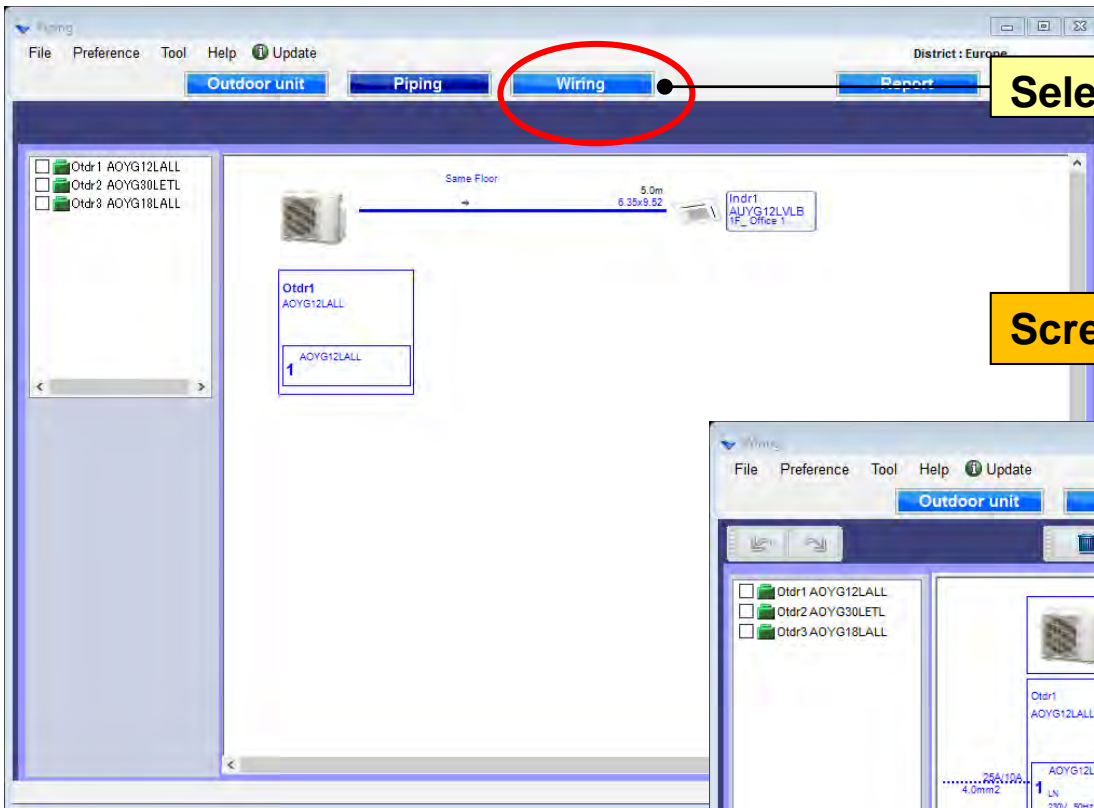 Piping
File Preference Tool Help Update
District : Europe
Outdoor unit Piping Wiring Report
Sele
Otdr1 AOYG12LALL
Otdr2 AOYG30LETL
Otdr3 AOYG18LALL
Same Floor
5.0m
6.35x9.52
Indr1
AUYG12LVLB
1F_ Office 1
Otdr1
AOYG12LALL
AOYG12LALL
1
Scre
Wiring
File Preference Tool Help Update
Outdoor unit
Otdr1 AOYG12LALL
Otdr2 AOYG30LETL
Otdr3 AOYG18LALL
Otdr1
AOYG12LALL
25A/10A
4.0mm2
AOYG12L
1 LN
230V 50Hz